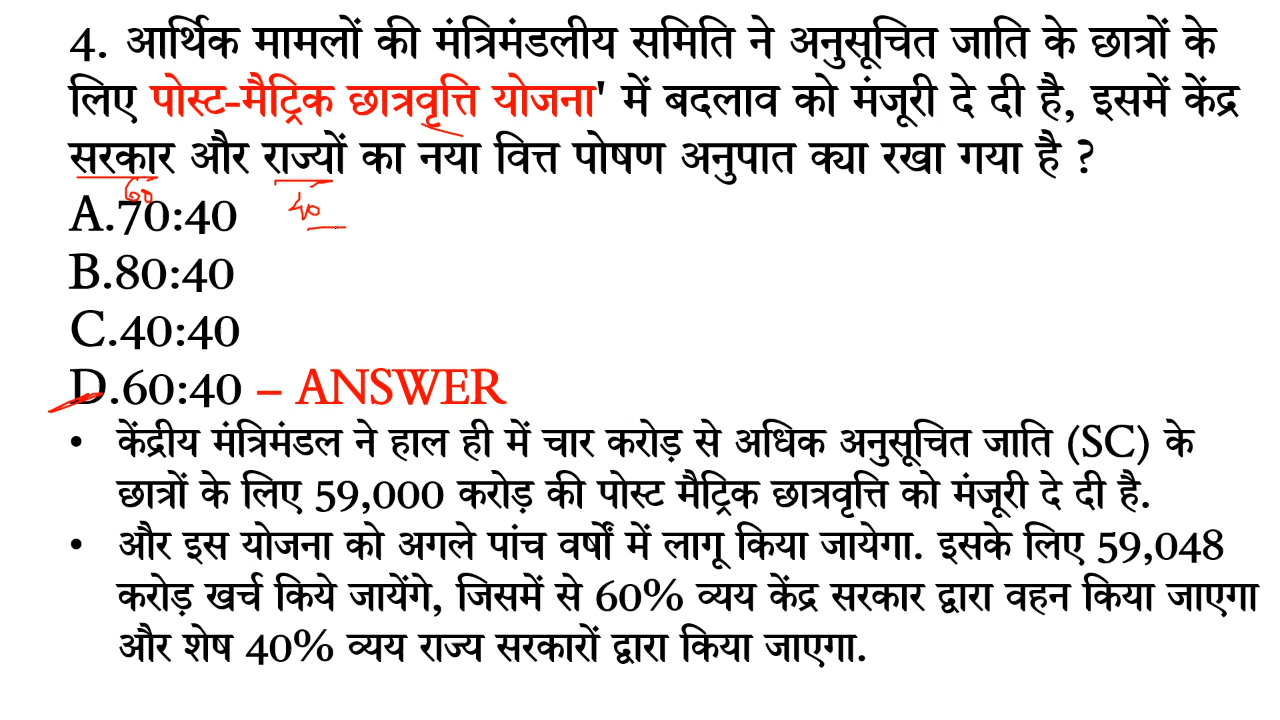 4. आर्थिक मामलों की मंत्रिमंडलीय समिति ने अनुसूचित जाति के छात्रों के
लिए पोस्ट-मैट्रिक छात्रवृत्ति योजना' में बदलाव को मंजूरी दे दी है, इसमें केंद्र
सरकार और राज्यों का नया वित्त पोषण अनुपात क्या रखा गया है ?
60 40
A.70:40
B.80:40
C.40:40
D.60:40 – ANSWER
• केंद्रीय मंत्रिमंडल ने हाल ही में चार करोड़ से अधिक अनुसूचित जाति (SC) के
छात्रों के लिए 59,000 करोड़ की पोस्ट मैट्रिक छात्रवृत्ति को मंजूरी दे दी है.
• और इस योजना को अगले पांच वर्षों में लागू किया जायेगा. इसके लिए 59,048
करोड़ खर्च किये जायेंगे, जिसमें से 60% व्यय केंद्र सरकार द्वारा वहन किया जाएगा
और शेष 40% व्यय राज्य सरकारों द्वारा किया जाएगा.